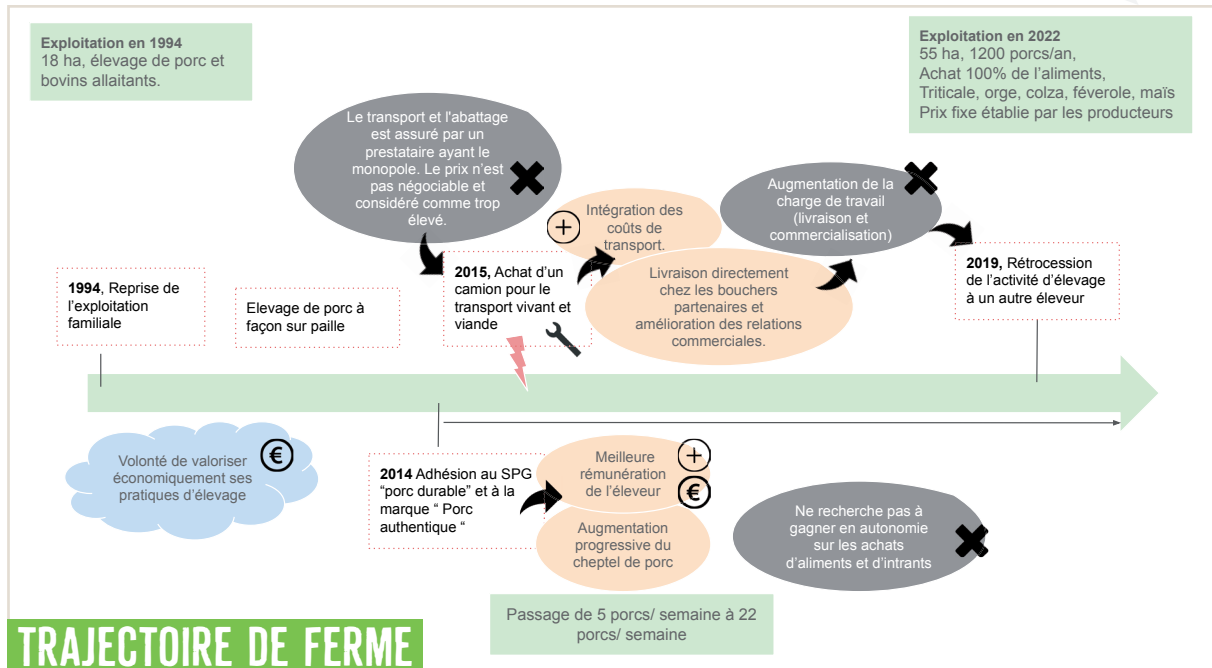 Exploitation en 1994
18 ha, élevage de porc et
bovins allaitants.
Exploitation en 2022
55 ha, 1200 porcs/an,
Achat 100% de l'aliments,
Triticale, orge, colza, féverole, maïs
Prix fixe établie par les producteurs
Le transport et l'abattage
est assuré par un
prestataire ayant le
monopole. Le prix n'est
pas négociable et
considéré comme trop
élevé.
Intégration des
coûts de
transport.
Augmentation de la
charge de travail
(livraison et
commercialisation)
1994, Reprise de
l'exploitation
familiale
Elevage de porc à
façon sur paille
2015, Achat d'un
camion pour le
transport vivant et
viande
Livraison directement
chez les bouchers
partenaires et
amélioration des relations
commerciales.
2019, Rétrocession
de l'activité d'élevage
à un autre éleveur
Volonté de valoriser
économiquement ses
pratiques d'élevage
€
2014 Adhésion au SPG
"porc durable" et à la
marque " Porc
authentique "
Meilleure
rémunération
de l'éleveur
€
Augmentation
progressive du
cheptel de porc
Ne recherche pas à
gagner en autonomie
sur les achats
d'aliments et d'intrants
Passage de 5 porcs/ semaine à 22
porcs/ semaine
TRAJECTOIRE DE FERME